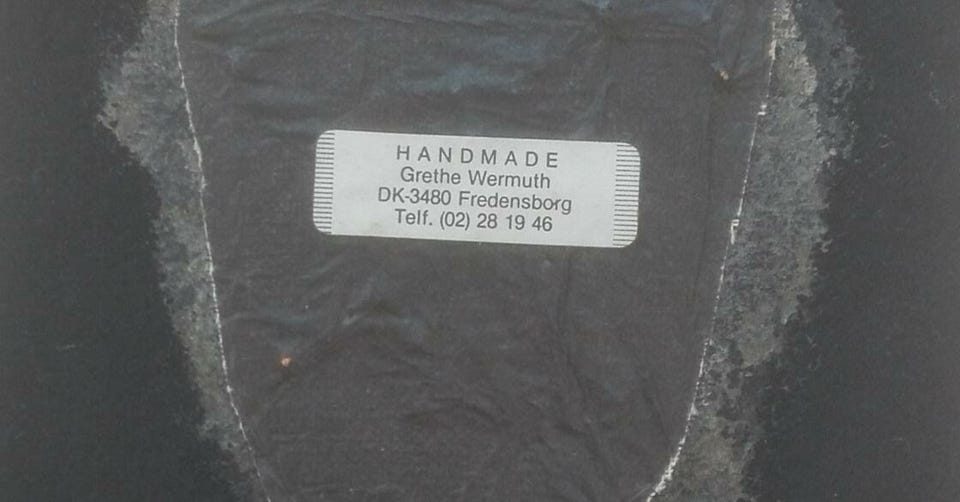 HANDMADE
Grethe Wermuth
DK-3480 Fredensborg
Telf. (02) 28 19 46